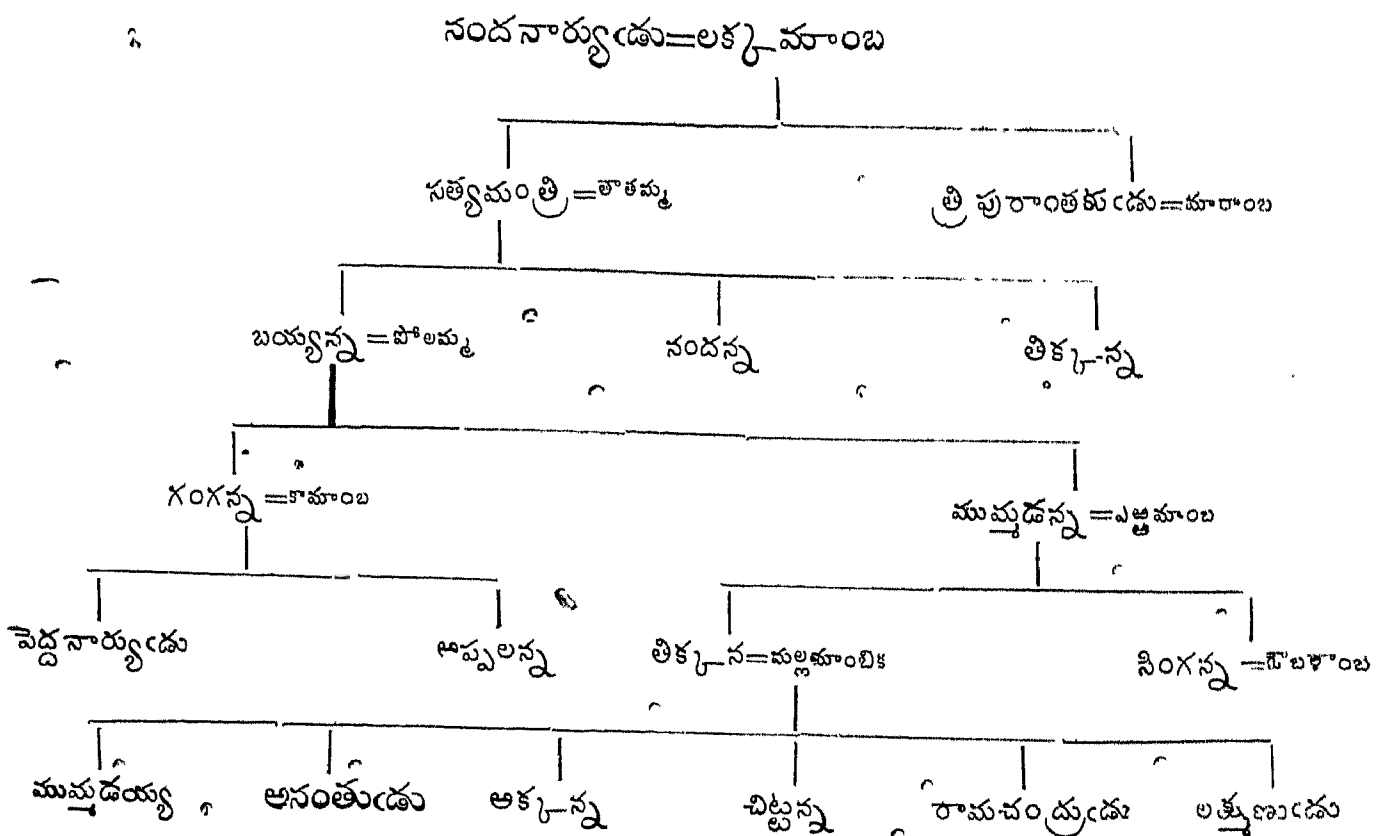 నందనార్యుఁడు=లక్కమాంబ
సత్యమంత్రి=తాతమ్మ త్రిపురాంతకుఁడు=మారాంబ
బయ్యన్న=పోలమ్మ నందన్న తిక్కన్న
గంగన్న=కామాంబ ముమ్మడన్న=ఎఱ్ఱమాంబ
పెద్దనార్యుఁడు అప్పలన్న తిక్కన=మల్లమాంబిక సింగన్న=ఔబళాంబ
ముమ్మడయ్య అనంతుఁడు అక్కన్న చిట్టన్న రామచంద్రుఁడు లక్ష్మణుఁడు